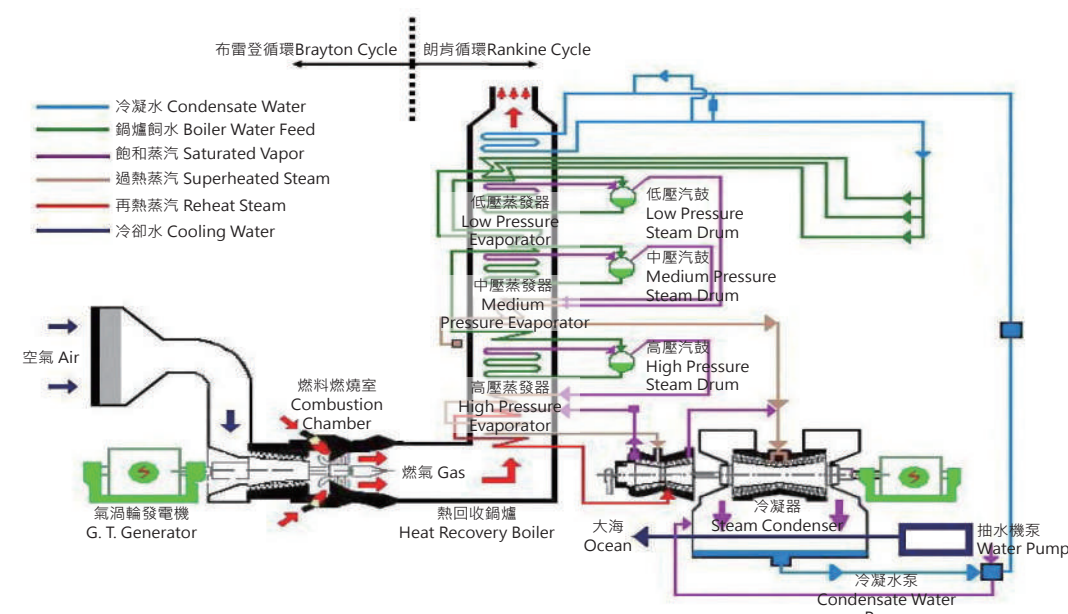 布雷登循環Brayton Cycle
朗肯循環Rankine Cycle
冷凝水 Condensate Water
鍋爐飼水 Boiler Water Feed
飽和蒸汽 Saturated Vapor
過熱蒸汽 Superheated Steam
再熱蒸汽 Reheat Steam
冷卻水 Cooling Water
低壓蒸發器
Low Pressure
Evaporator
低壓汽鼓
Low Pressure
Steam Drum
中壓汽鼓
Medium Pressure
Steam Drum
中壓蒸發器
Medium
Pressure Evaporator
高壓汽鼓
High Pressure
Steam Drum
高壓蒸發器
High Pressure
Evaporator
空氣 Air
燃料燃燒室
Combustion
Chamber
燃氣 Gas
氣渦輪發電機
G. T. Generator
熱回收鍋爐
Heat Recovery Boiler
冷凝器
Steam Condenser
大海
Ocean
抽水機泵
Water Pump
冷凝水泵
Condensate Water